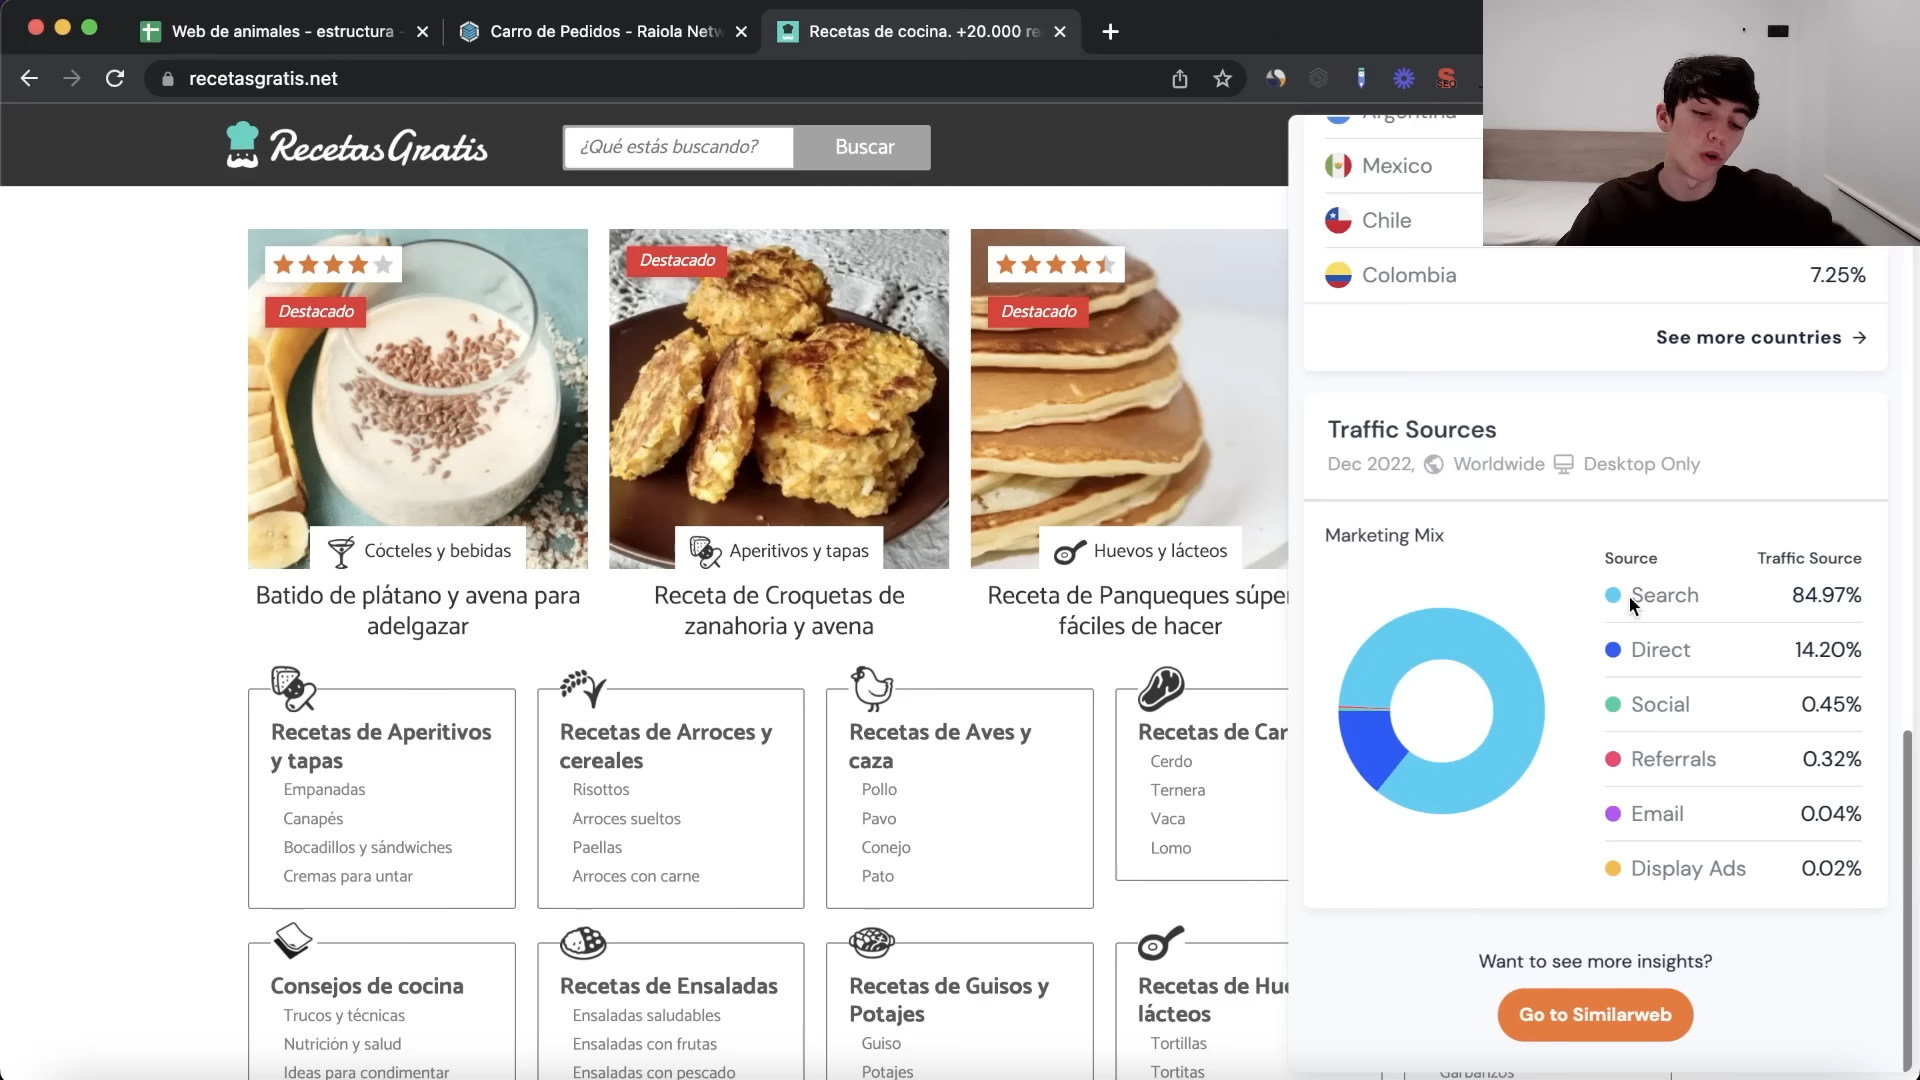 Web de animales - estructura
Carro de Pedidos - Raiola Netw
Recetas de cocina. +20.000 re
recetasgratis.net
SEO
RecetasGratis
¿Qué estás buscando?
Buscar
Destacado
Cócteles y bebidas
Batido de plátano y avena para
adelgazar
Destacado
Aperitivos y tapas
Receta de Croquetas de
zanahoria y avena
Destacado
Huevos y lácteos
Receta de Panqueques súper
fáciles de hacer
Recetas de Aperitivos
y tapas
Empanadas
Canapés
Bocadillos y sándwiches
Cremas para untar
Recetas de Arroces y
cereales
Risottos
Arroces sueltos
Paellas
Arroces con carne
Recetas de Aves y
caza
Pollo
Pavo
Conejo
Pato
Recetas de Car
Cerdo
Ternera
Vaca
Lomo
Consejos de cocina
Trucos y técnicas
Nutrición y salud
Ideas para condimentar
Recetas de Ensaladas
Ensaladas saludables
Ensaladas con frutas
Ensaladas con pescado
Recetas de Guisos y
Potajes
Guiso
Potajes
Recetas de Hue
lácteos
Tortillas
Tortitas
Garbanzos
Argentina
Mexico
Chile
Colombia 7.25%
See more countries →
Traffic Sources
Dec 2022, Worldwide Desktop Only
Marketing Mix
Source Traffic Source
Search 84.97%
Direct 14.20%
Social 0.45%
Referrals 0.32%
Email 0.04%
Display Ads 0.02%
Want to see more insights?
Go to Similarweb